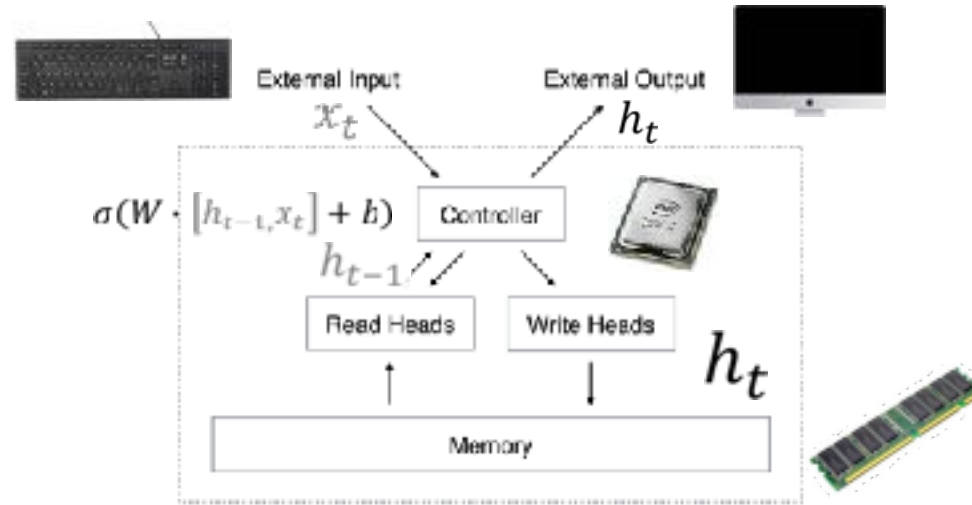 External Input
External Output
x_t
h_t
σ(W · [h_{t-1}, x_t] + b)
Controller
h_{t-1}
Read Heads
Write Heads
h_t
Memory